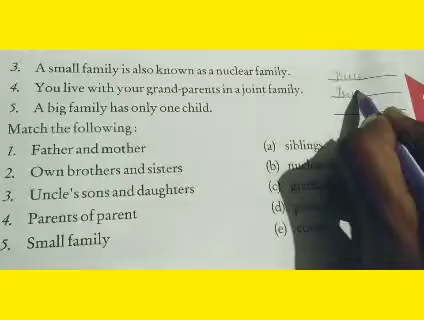 3. A small family is also known as a nuclear family. True
4. You live with your grand-parents in a joint family.
5. A big family has only one child.
Match the following:
1. Father and mother (a) siblings
2. Own brothers and sisters (b)
3. Uncle's sons and daughters (c)
4. Parents of parent (d)
5. Small family (e)